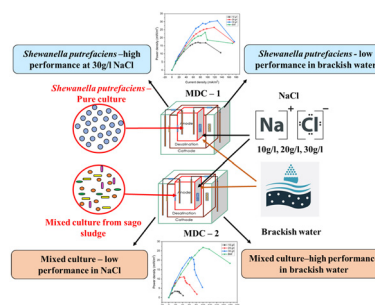 Shewanella putrefaciens –high
performance at 30g/l NaCl
Shewanella putrefaciens - low
performance in brackish water
Shewanella putrefaciens –
Pure culture
MDC – 1
NaCl
Na + Cl –
10g/l, 20g/l, 30g/l
Anode
Desalination
Cathode
Mixed culture from sago
sludge
MDC – 2
Brackish water
Desalination
Cathode
Mixed culture – low
performance in NaCl
Mixed culture–high performance
in brackish water